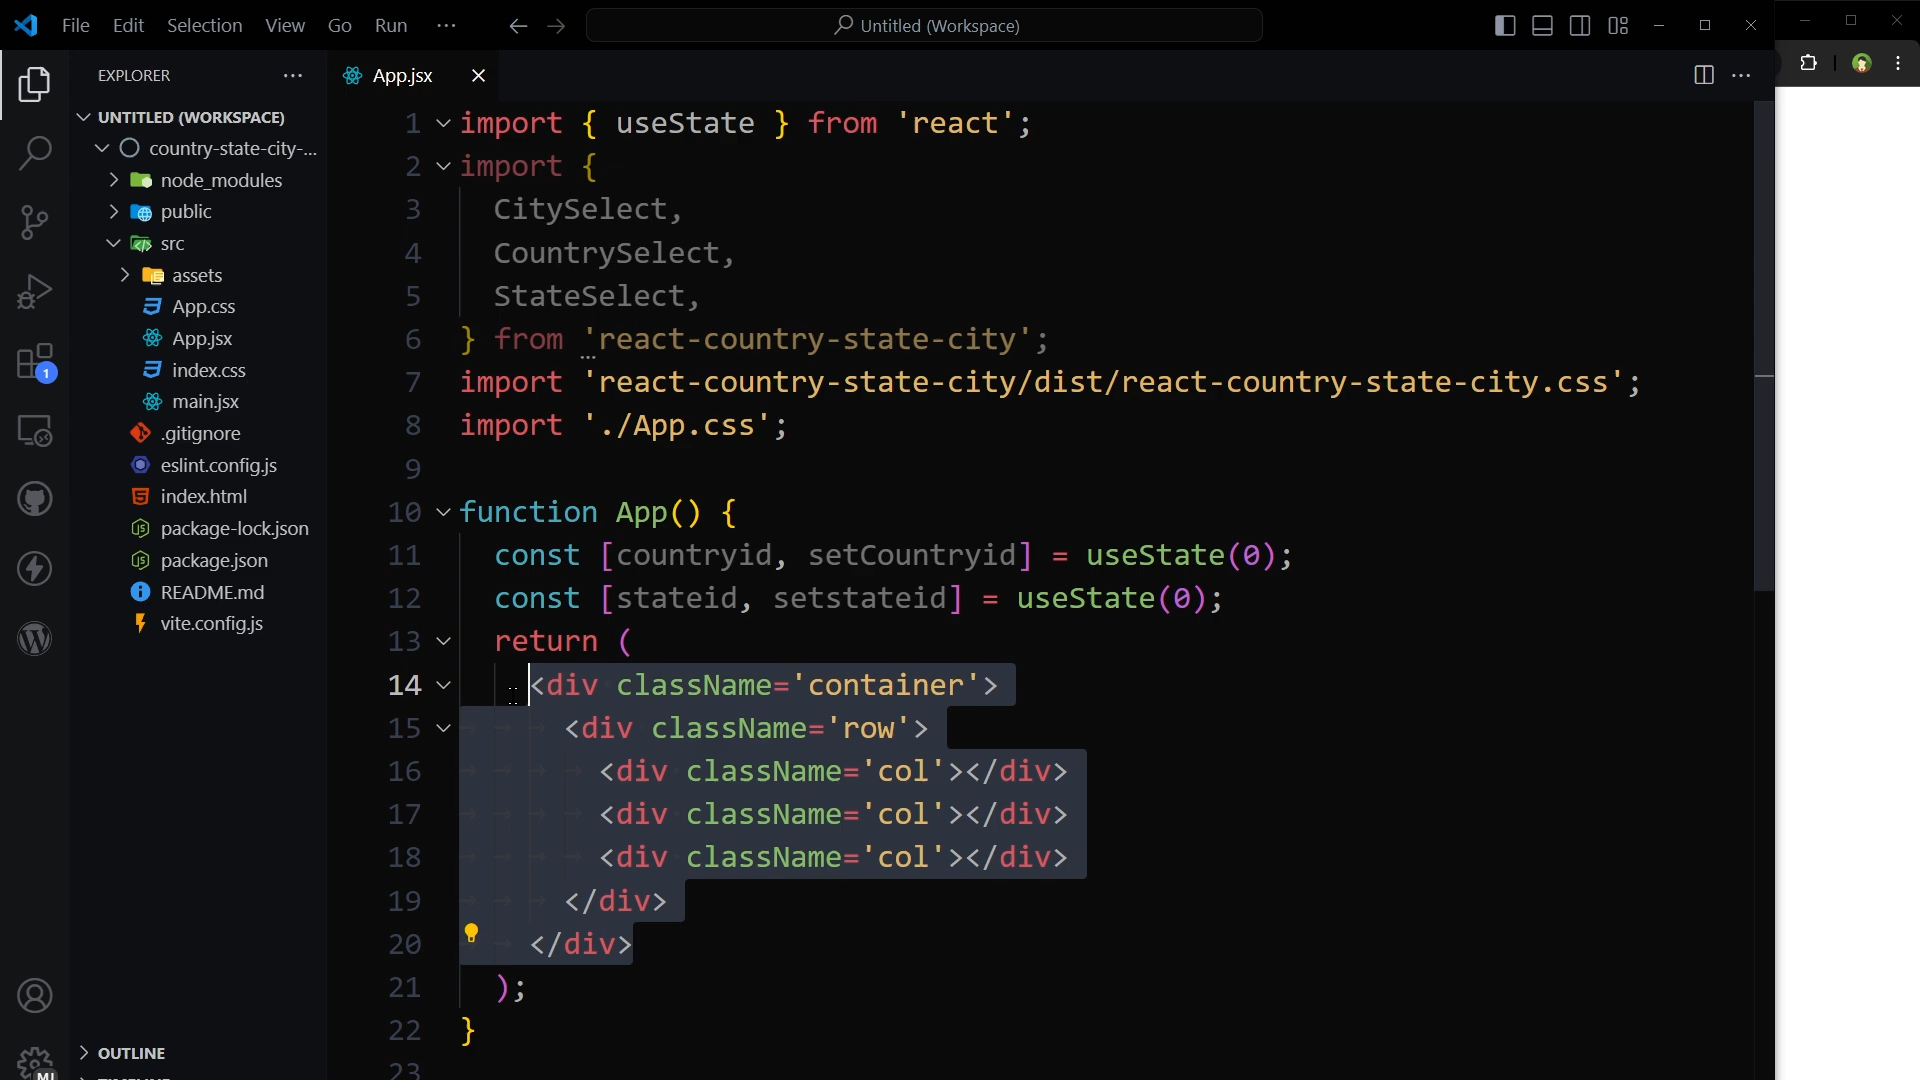 File Edit Selection View Go Run ···
Untitled (Workspace)
EXPLORER
App.jsx
UNTITLED (WORKSPACE)
country-state-city-...
node_modules
public
src
assets
App.css
App.jsx
index.css
main.jsx
.gitignore
eslint.config.js
index.html
package-lock.json
package.json
README.md
vite.config.js
OUTLINE
1
1 import { useState } from 'react';
2 import {
3 CitySelect,
4 CountrySelect,
5 StateSelect,
6 } from 'react-country-state-city';
7 import 'react-country-state-city/dist/react-country-state-city.css';
8 import './App.css';
9
10 function App() {
11 const [countryid, setCountryid] = useState(0);
12 const [stateid, setstateid] = useState(0);
13 return (
14 <div className='container'>
15 <div className='row'>
16 <div className='col'></div>
17 <div className='col'></div>
18 <div className='col'></div>
19 </div>
20 </div>
21 );
22 }
23